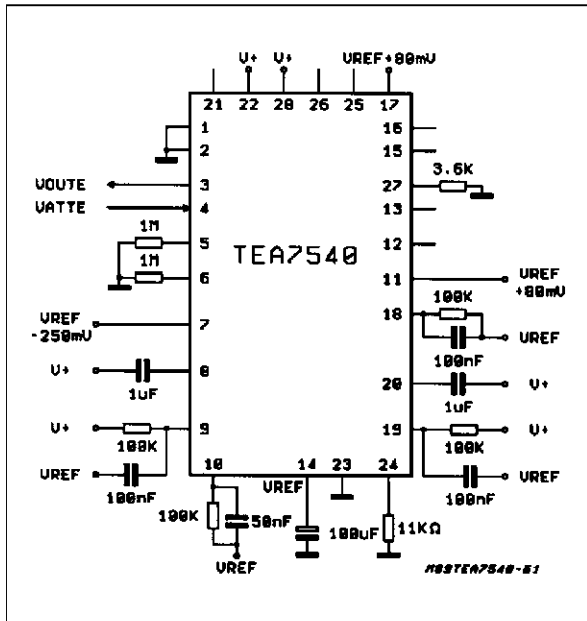 V+ V+ VREF+80mV
21 22 28 26 25 17
1 16
2 15
3.6K
VOUTE 3 27
VATTE 4 13
1M
5 TEA7540 12
1M
6 11 VREF
+80mV
100K
VREF 7 18
-250mV VREF
100nF
V+ 8 20 V+
1uF 1uF
V+ 9 19 V+
100K 100K
VREF 10 14 23 24 VREF
100nF VREF 100nF
100K 50nF 100uF 11KΩ
VREF
M89TEA7540-61